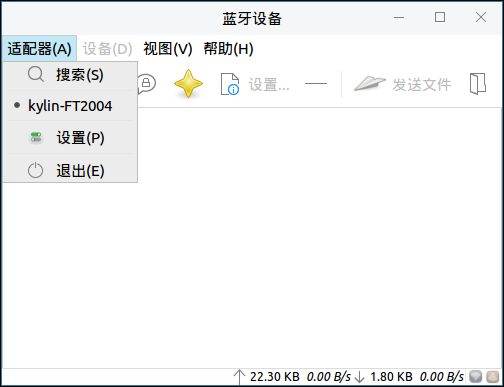 蓝牙设备
适配器(A) 设备(D) 视图(V) 帮助(H)
搜索(S)
kylin-FT2004
设置(P)
退出(E)
设置... 发送文件
22.30 KB 0.00 B/s 1.80 KB 0.00 B/s